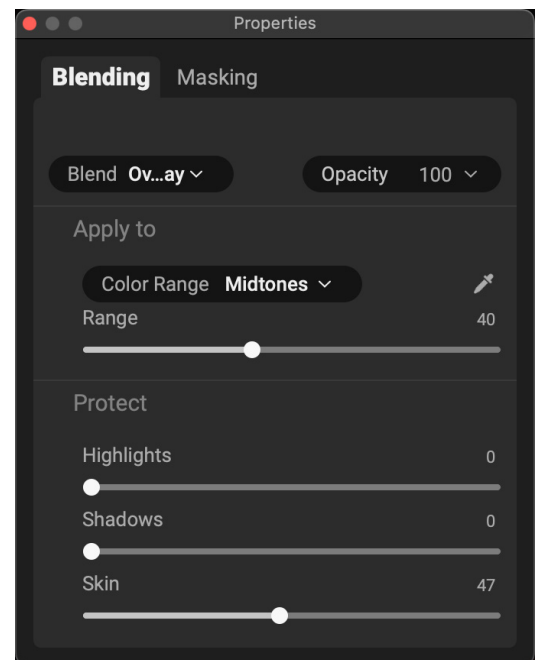 Properties
Blending Masking
Blend Ov...ay Opacity 100
Apply to
Color Range Midtones
Range 40
Protect
Highlights 0
Shadows 0
Skin 47